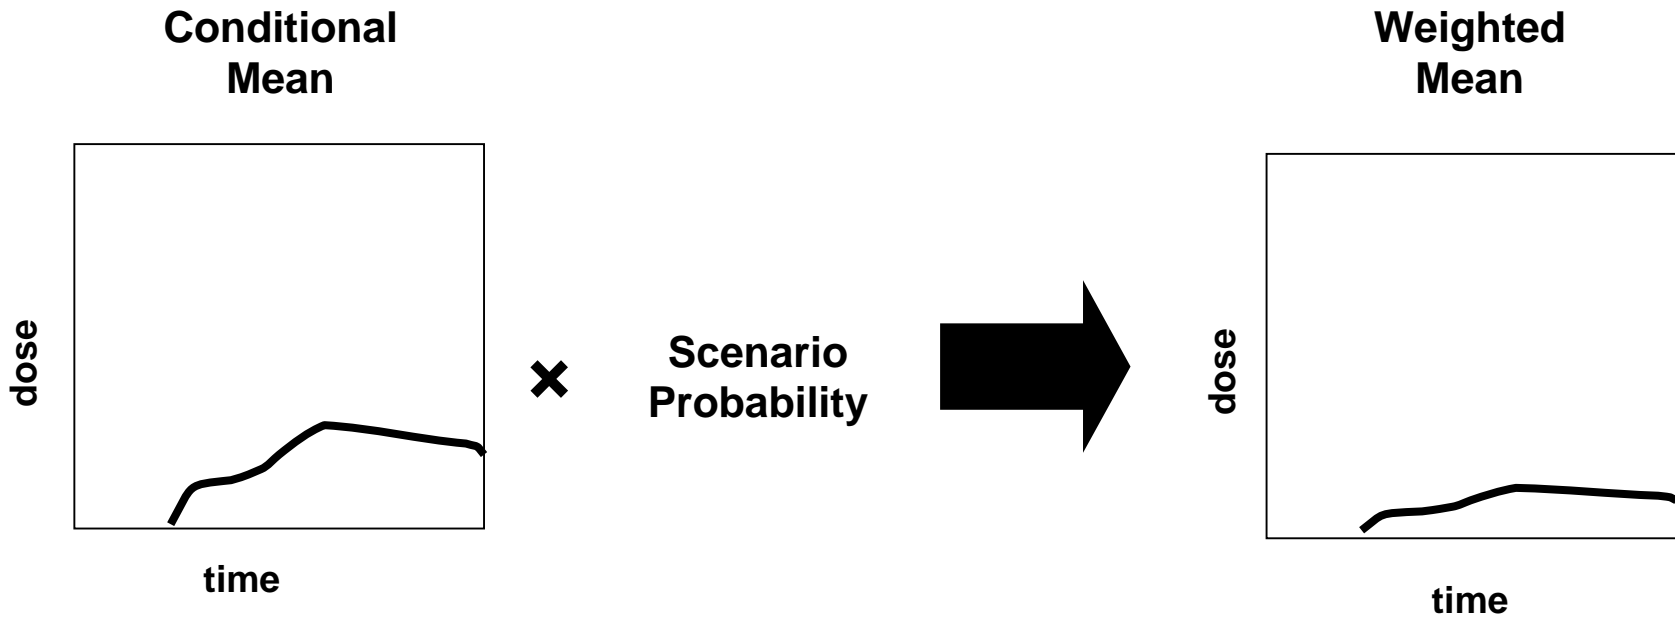 Conditional
Mean
dose
time
×
Scenario
Probability
Weighted
Mean
dose
time